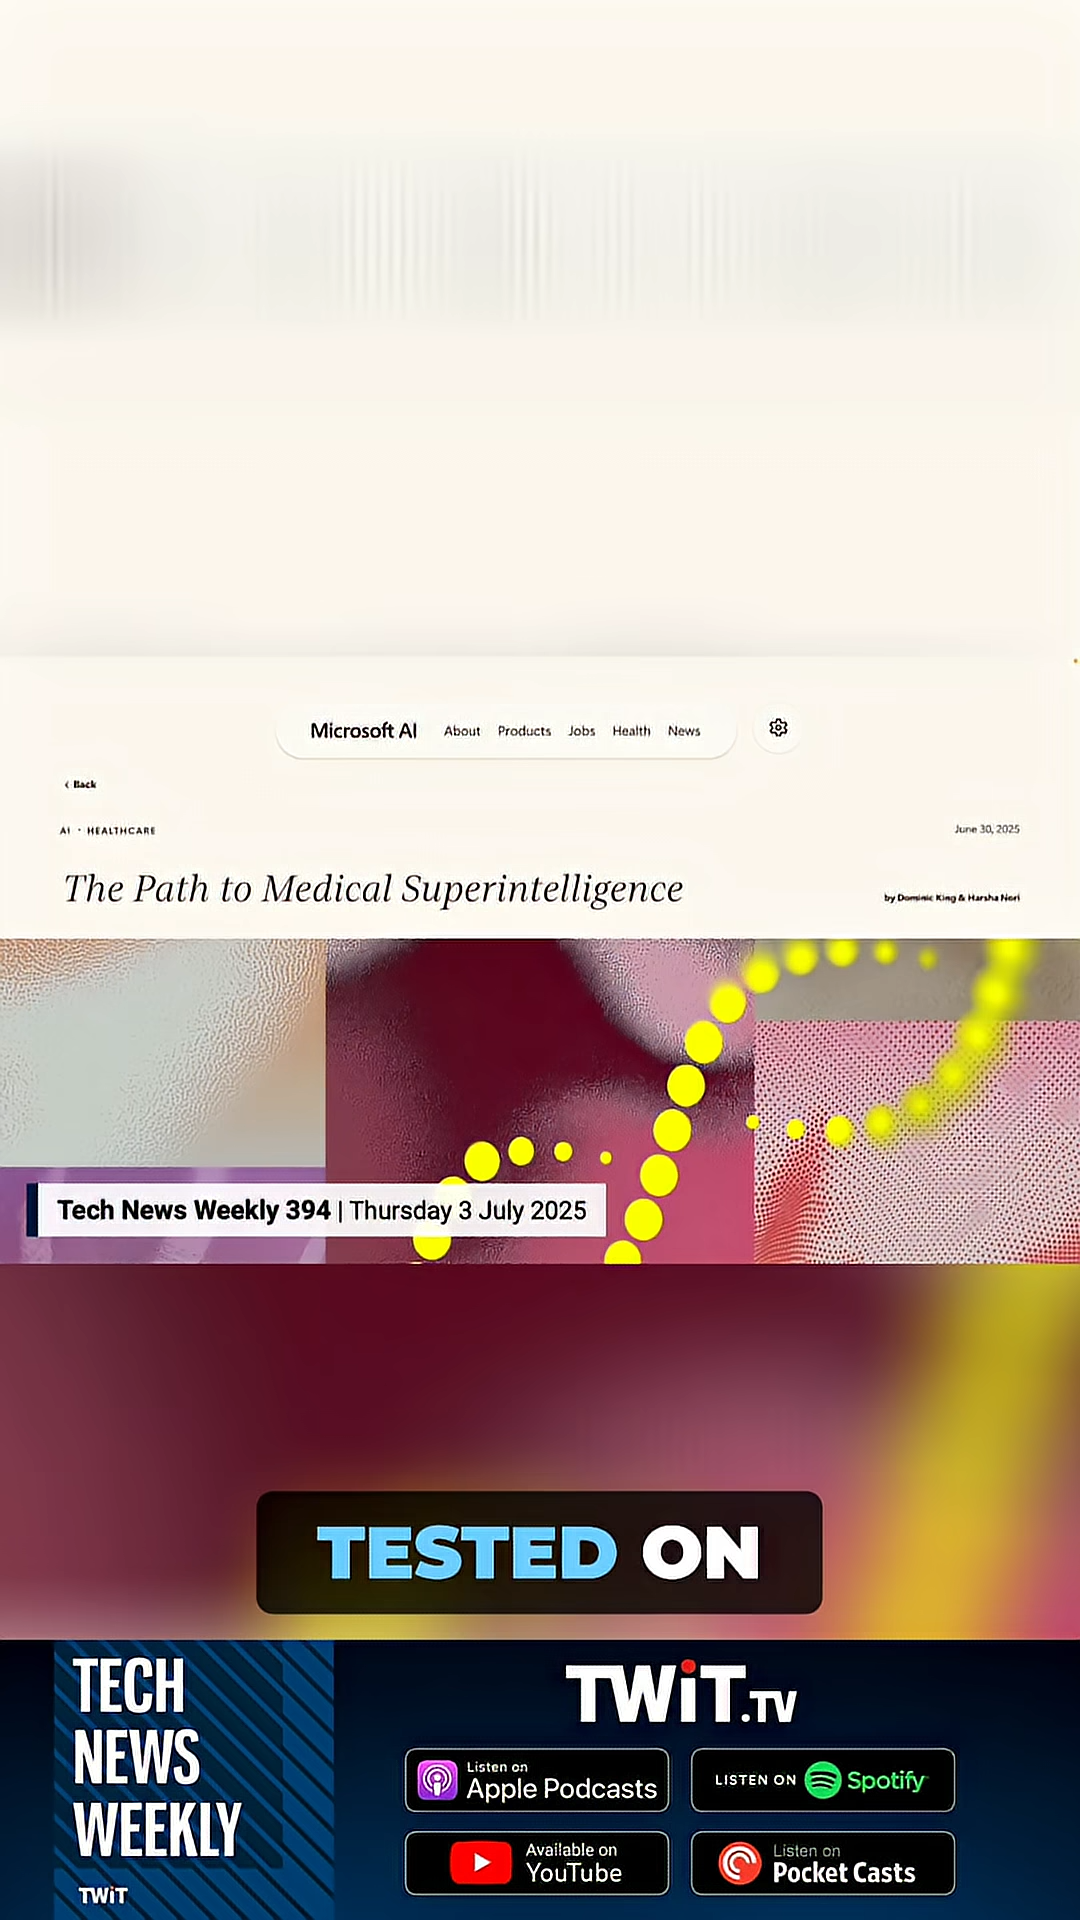 Microsoft AI About Products Jobs Health News
‹ Back
AI · HEALTHCARE
June 30, 2025
The Path to Medical Superintelligence
by Dominic King & Harsha Nori
Tech News Weekly 394 | Thursday 3 July 2025
TESTED ON
TECH
NEWS
WEEKLY
TWiT
TWiT.TV
Listen on
Apple Podcasts
LISTEN ON Spotify
Available on
YouTube
Listen on
Pocket Casts